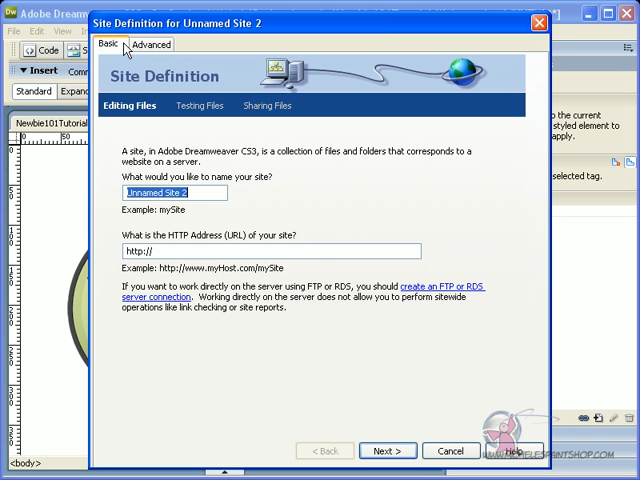 Site Definition for Unnamed Site 2
Dw
Adobe Dream
File Edit View
Code
Insert
Comm
Standard Expan
Newbie101Tutorial
0 50
Basic
Advanced
Site Definition
Editing Files
Testing Files
Sharing Files
A site, in Adobe Dreamweaver CS3, is a collection of files and folders that corresponds to a
website on a server.
What would you like to name your site?
Unnamed Site 2
Example: mySite
What is the HTTP Address (URL) of your site?
http://
Example: http://www.myHost.com/mySite
If you want to work directly on the server using FTP or RDS, you should create an FTP or RDS
server connection. Working directly on the server does not allow you to perform sitewide
operations like link checking or site reports.
to the current
styled element to
apply.
selected tag.
< Back
Next >
Cancel
Help
<body>